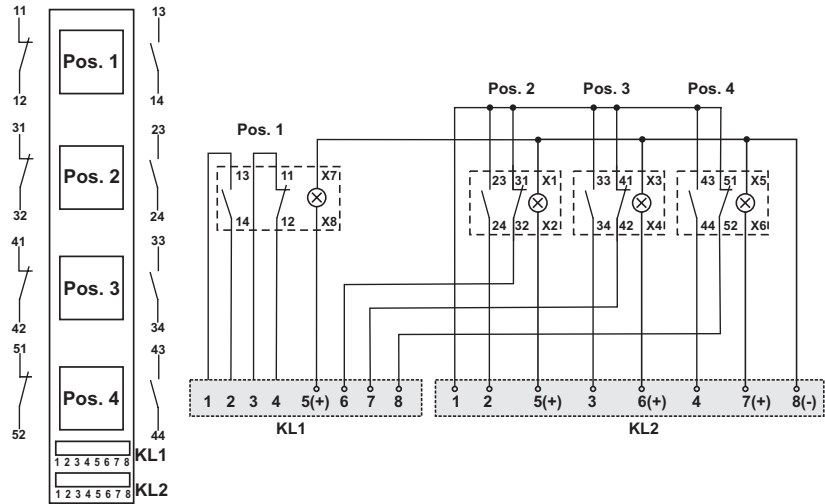 11 13
Pos. 1
12 14
31 23
Pos. 2
32 24
41 33
Pos. 3
42 34
51 43
Pos. 4
52 44
KL1
1 2 3 4 5 6 7 8
KL2
1 2 3 4 5 6 7 8
Pos. 2 Pos. 3 Pos. 4
Pos. 1
13 11 X7
14 12 X8
23 31 X1 33 41 X3 43 51 X5
24 32 X2 34 42 X4 44 52 X6
1 2 3 4 5(+) 6 7 8
KL1
1 2 5(+) 3 6(+) 4 7(+) 8(-)
KL2